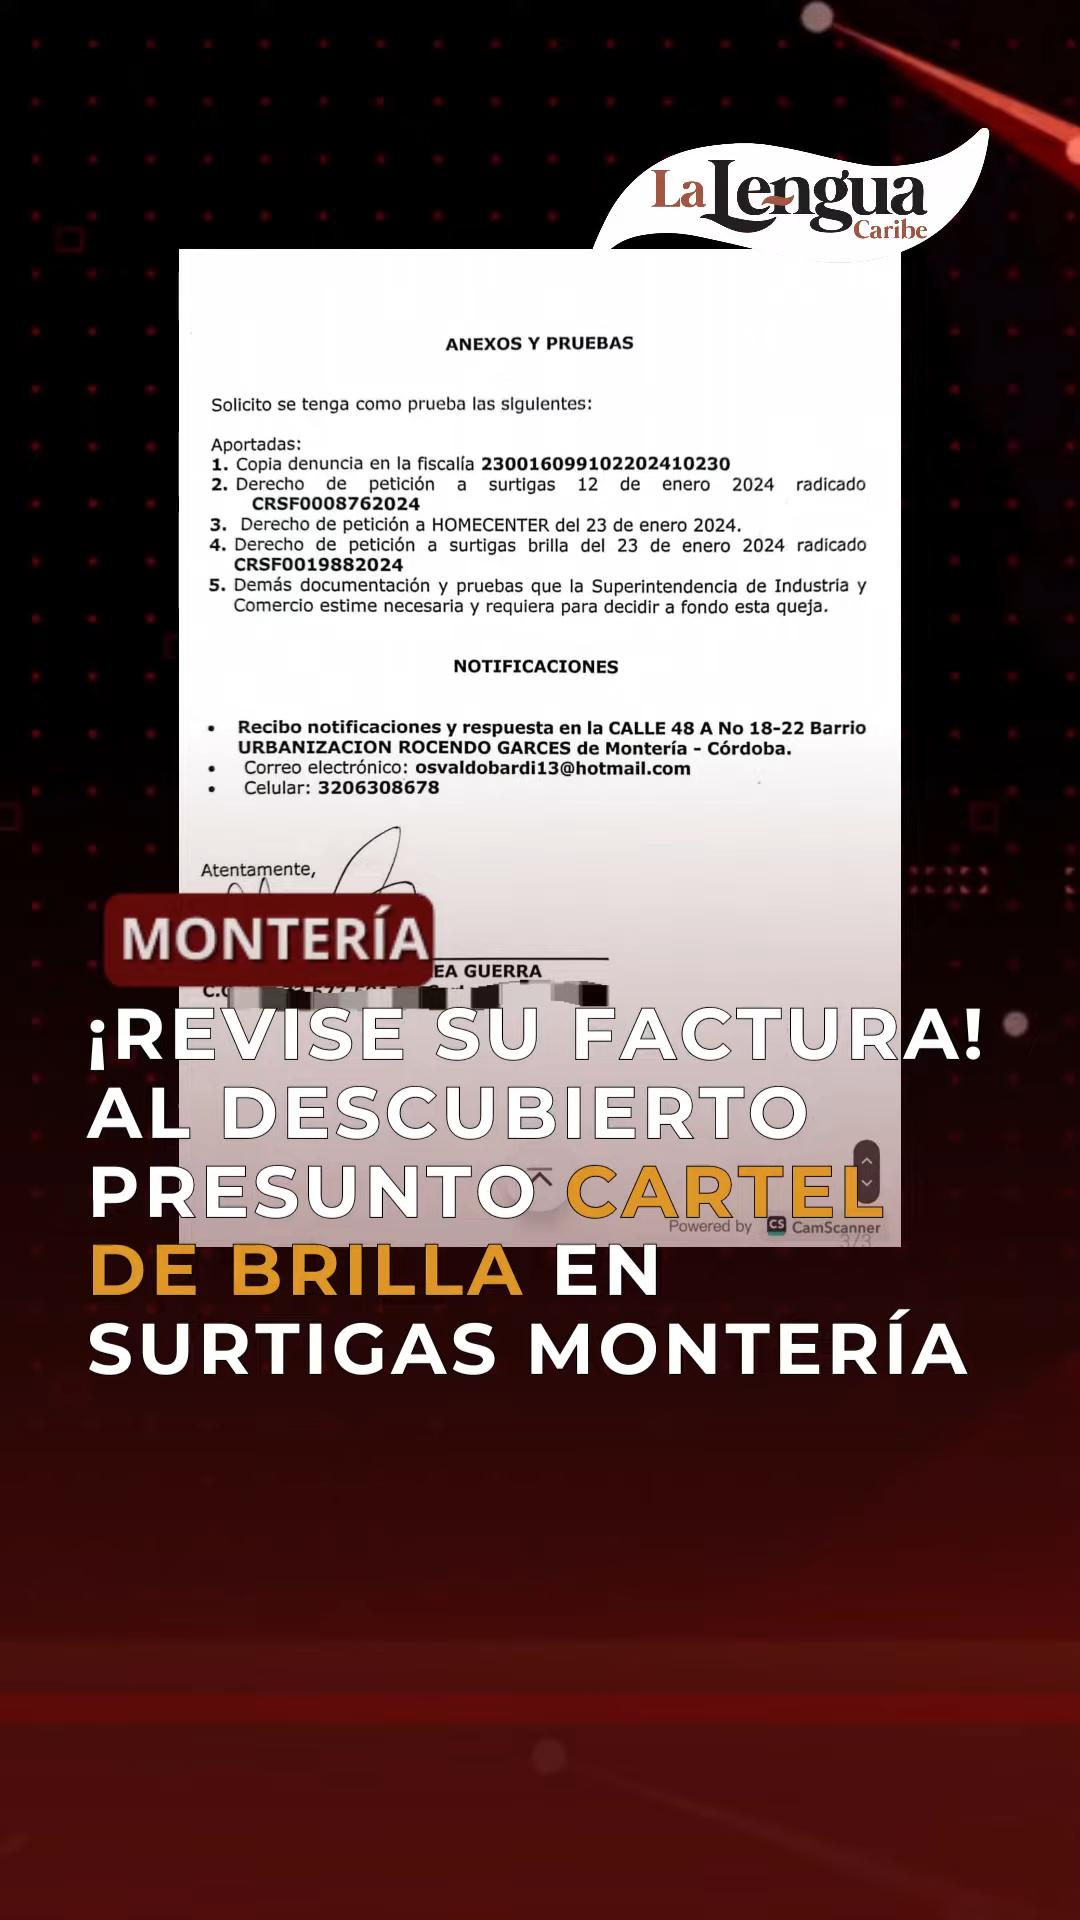 La Lengua
Caribe
ANEXOS Y PRUEBAS
Solicito se tenga como prueba las siguientes:
Aportadas:
1. Copia denuncia en la fiscalía 230016099102202410230
2. Derecho de petición a surtigas 12 de enero 2024 radicado
CRSF0008762024
3. Derecho de petición a HOMECENTER del 23 de enero 2024.
4. Derecho de petición a surtigas brilla del 23 de enero 2024 radicado
CRSF0019882024
5. Demás documentación y pruebas que la Superintendencia de Industria y
Comercio estime necesaria y requiera para decidir a fondo esta queja.
NOTIFICACIONES
• Recibo notificaciones y respuesta en la CALLE 48 A No 18-22 Barrio
URBANIZACION ROCENDO GARCES de Montería - Córdoba.
• Correo electrónico: osvaldobardi13@hotmail.com
• Celular: 3206308678
Atentamente,
MONTERÍA
EA GUERRA
¡REVISE SU FACTURA!
AL DESCUBIERTO
PRESUNTO CARTEL
DE BRILLA EN
SURTIGAS MONTERÍA
Powered by CS CamScanner
3/3